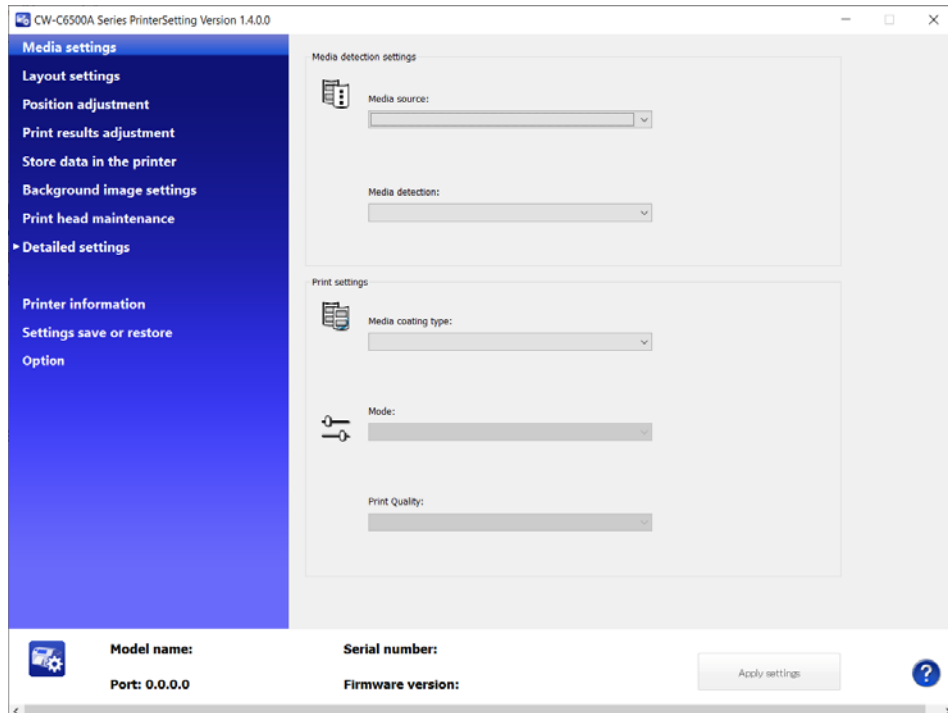 CW-C6500A Series PrinterSetting Version 1.4.0.0
Media settings
Layout settings
Position adjustment
Print results adjustment
Store data in the printer
Background image settings
Print head maintenance
Detailed settings
Printer information
Settings save or restore
Option
Media detection settings
Media source:
Media detection:
Print settings
Media coating type:
Mode:
Print Quality:
Model name:
Serial number:
Port: 0.0.0.0
Firmware version:
Apply settings
?